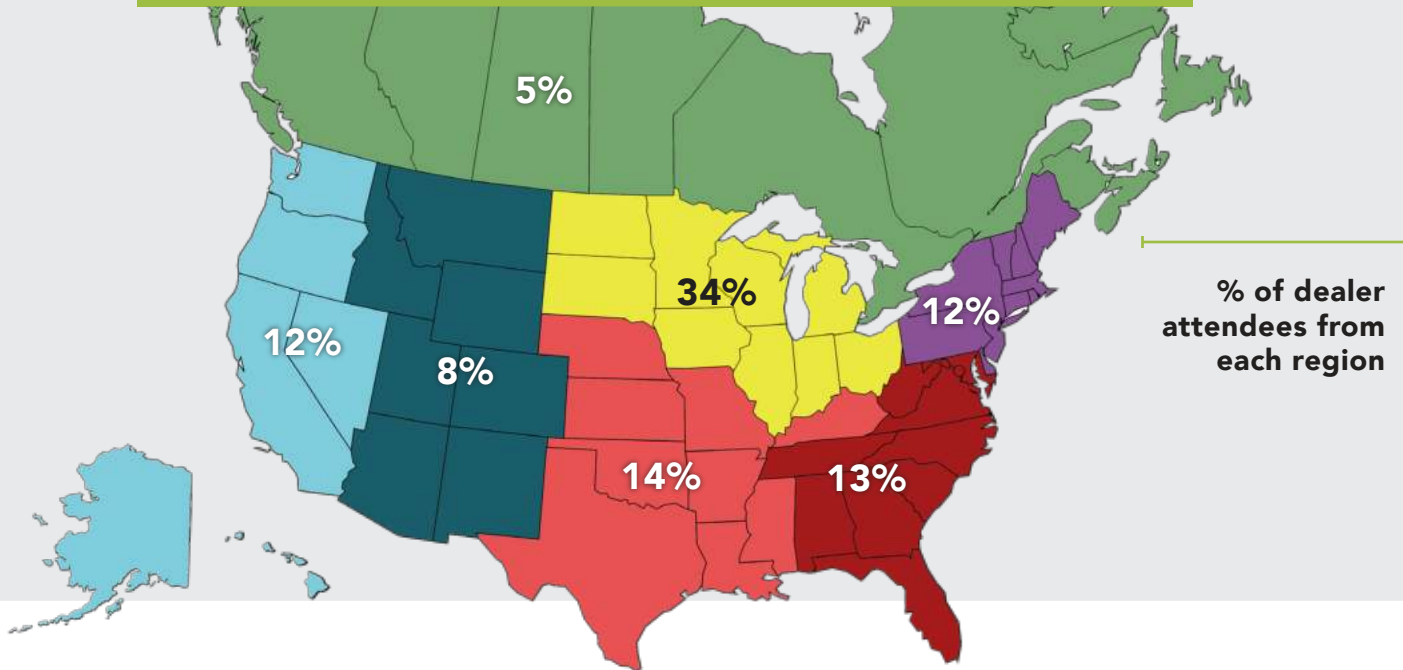 5%
34%
12%
% of dealer
attendees from
each region
12%
8%
14%
13%